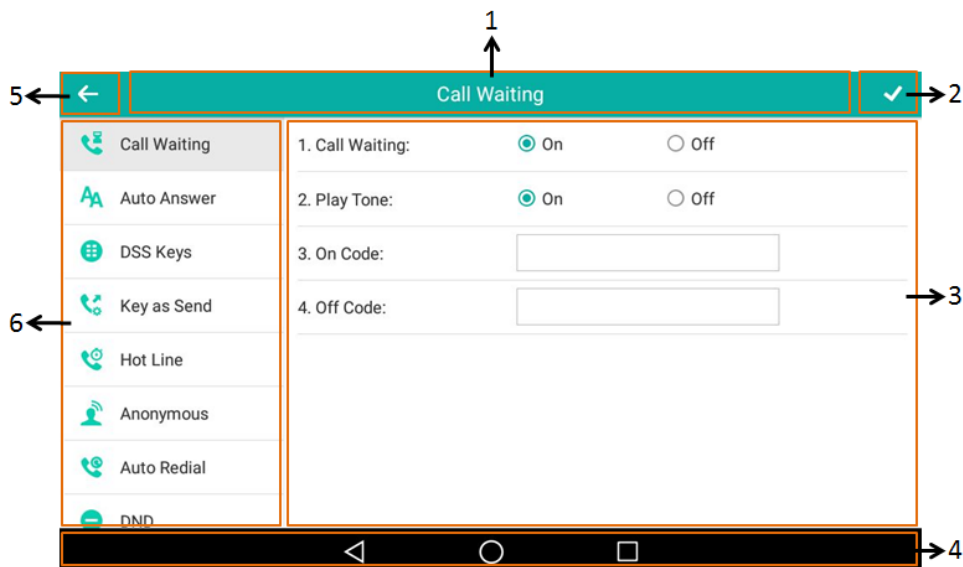 1
5
Call Waiting
2
Call Waiting
1. Call Waiting: On Off
Auto Answer
2. Play Tone: On Off
DSS Keys
3. On Code:
Key as Send
4. Off Code:
3
6
Hot Line
Anonymous
Auto Redial
DND
4